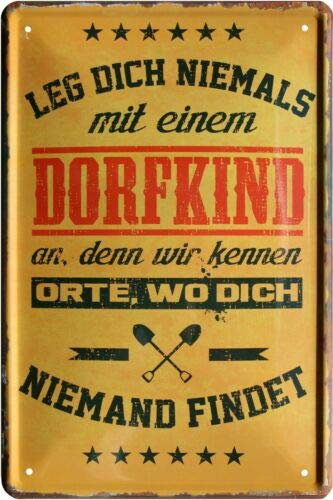 LEG DICH NIEMALS
mit einem
DORFKIND
an, denn wir kennen
ORTE, WO DICH
NIEMAND FINDET